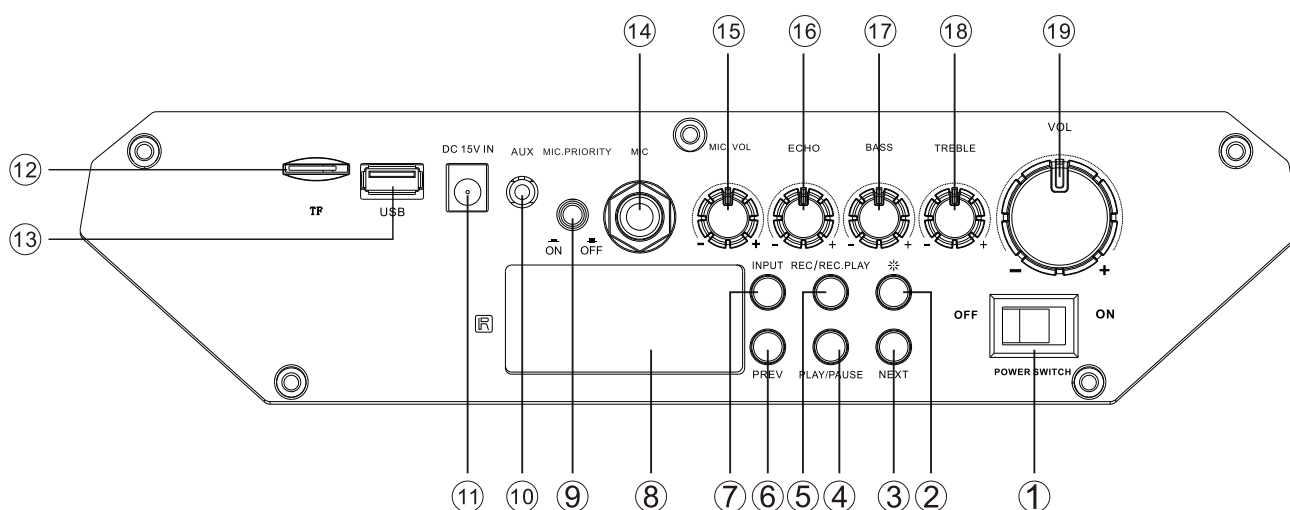 ⑭ ⑮ ⑯ ⑰ ⑱ ⑲
VOL
DC 15V IN AUX MIC.PRIORITY MIC MIC VOL ECHO BASS TREBLE
⑫
TF USB
⑬
ON OFF - + - + - + - + - +
INPUT REC/REC.PLAY
OFF ON
IR
PREV PLAY/PAUSE NEXT POWER SWITCH
⑪ ⑩ ⑨ ⑧ ⑦ ⑥ ⑤ ④ ③ ② ①